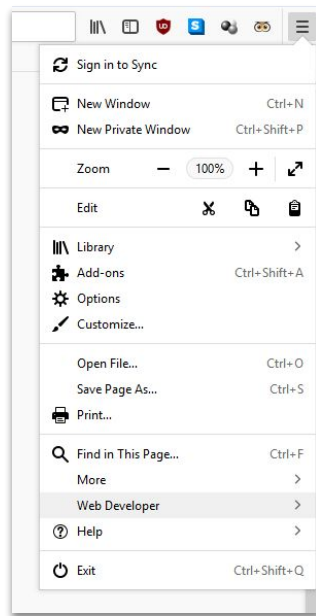 S
Sign in to Sync
New Window Ctrl+N
New Private Window Ctrl+Shift+P
Zoom 100%
Edit
Library
Add-ons Ctrl+Shift+A
Options
Customize...
Open File... Ctrl+O
Save Page As... Ctrl+S
Print...
Find in This Page... Ctrl+F
More
Web Developer
Help
Exit Ctrl+Shift+Q